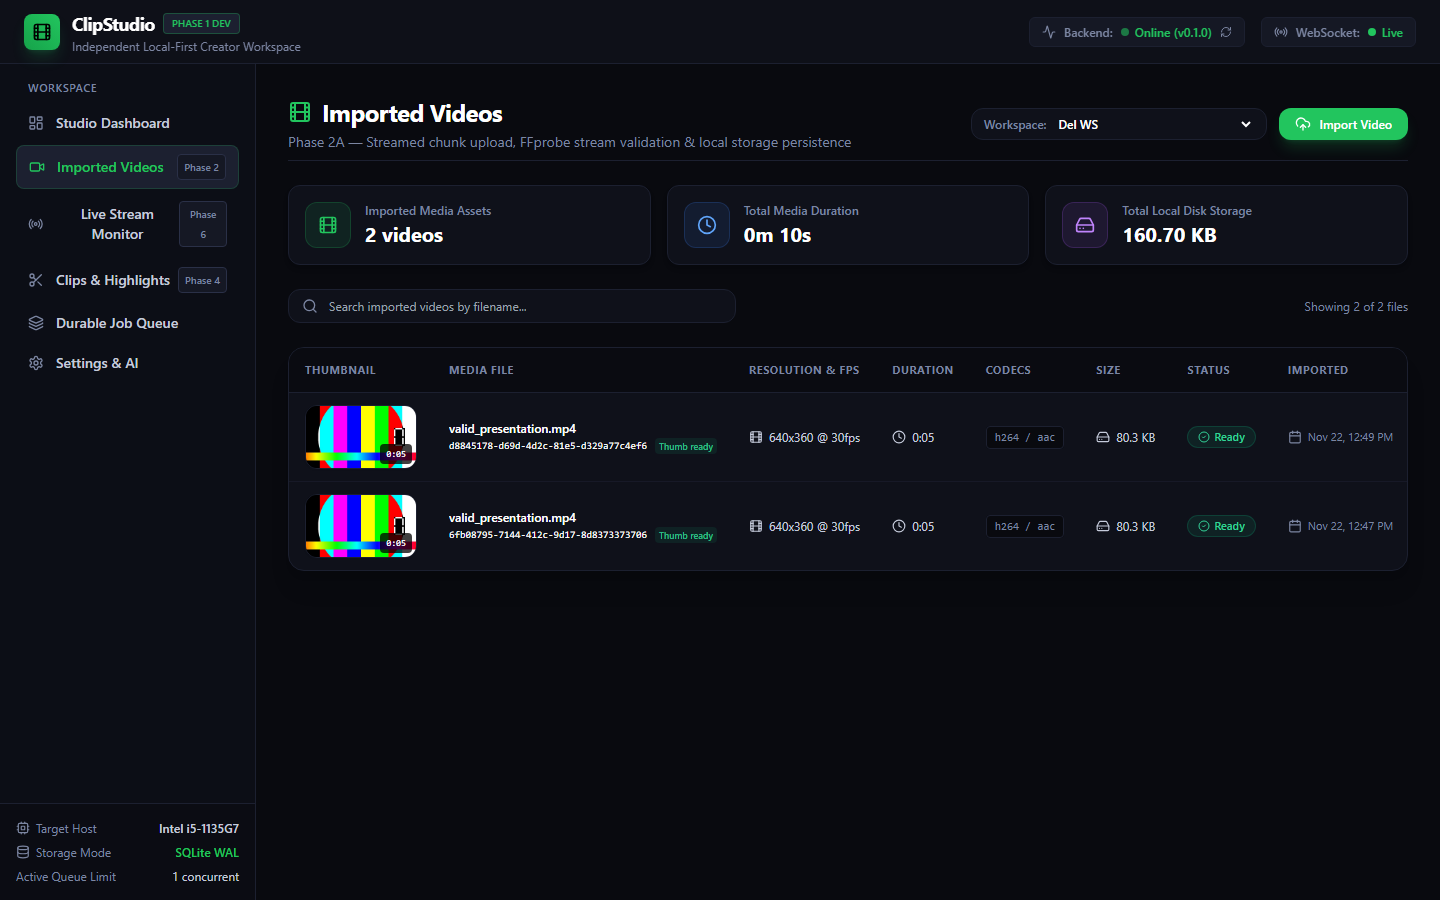 ClipStudio PHASE 1 DEV
Independent Local-First Creator Workspace
Backend: Online (v0.1.0)
WebSocket: Live
WORKSPACE
Studio Dashboard
Imported Videos Phase 2
Live Stream Monitor Phase 6
Clips & Highlights Phase 4
Durable Job Queue
Settings & AI
Target Host Intel i5-1135G7
Storage Mode SQLite WAL
Active Queue Limit 1 concurrent
Imported Videos
Phase 2A — Streamed chunk upload, FFprobe stream validation & local storage persistence
Workspace: Del WS
Import Video
Imported Media Assets
2 videos
Total Media Duration
0m 10s
Total Local Disk Storage
160.70 KB
Search imported videos by filename...
Showing 2 of 2 files
THUMBNAIL MEDIA FILE RESOLUTION & FPS DURATION CODECS SIZE STATUS IMPORTED
0:05
valid_presentation.mp4
d8845178-d69d-4d2c-81e5-d329a77c4ef6 Thumb ready
640x360 @ 30fps 0:05 h264 / aac 80.3 KB Ready Nov 22, 12:49 PM
0:05
valid_presentation.mp4
6fb08795-7144-412c-9d17-8d8373373706 Thumb ready
640x360 @ 30fps 0:05 h264 / aac 80.3 KB Ready Nov 22, 12:47 PM